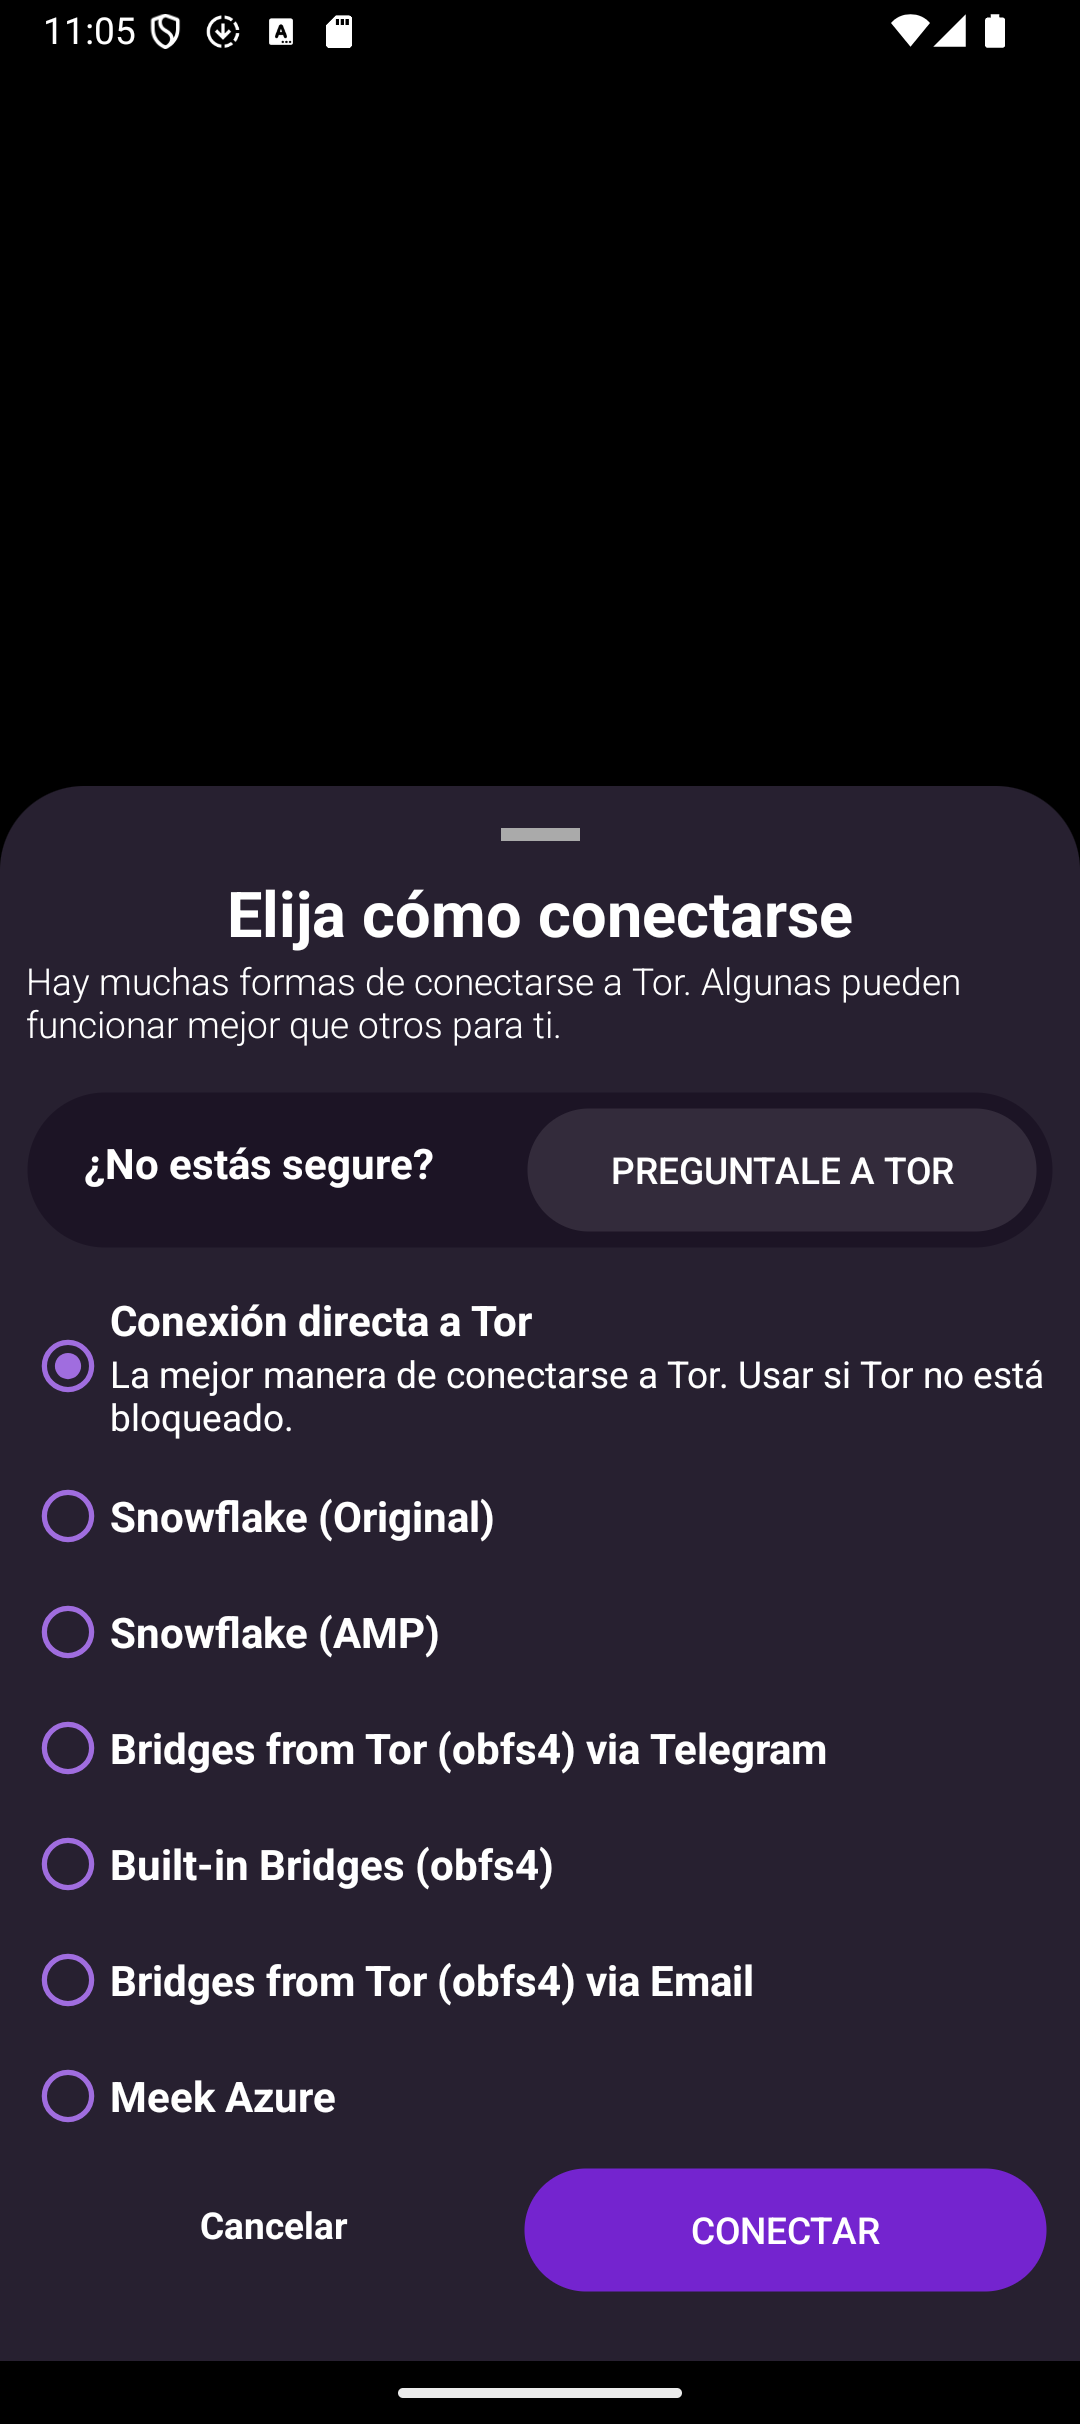 11:05
Elija cómo conectarse
Hay muchas formas de conectarse a Tor. Algunas pueden
funcionar mejor que otros para ti.
¿No estás segure?
PREGUNTALE A TOR
Conexión directa a Tor
La mejor manera de conectarse a Tor. Usar si Tor no está
bloqueado.
Snowflake (Original)
Snowflake (AMP)
Bridges from Tor (obfs4) via Telegram
Built-in Bridges (obfs4)
Bridges from Tor (obfs4) via Email
Meek Azure
Cancelar
CONECTAR